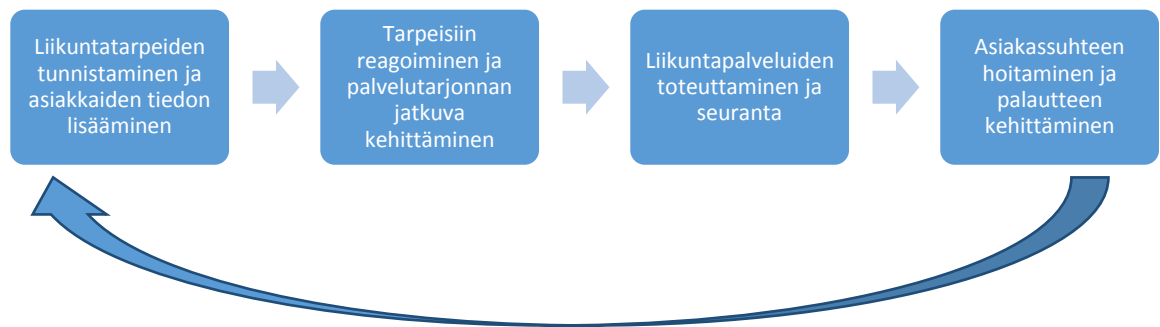 Liikuntatarpeiden
tunnistaminen ja
asiakkaiden tiedon
lisääminen
Tarpeisiin
reagoiminen ja
palvelutarjonnan
jatkuva
kehittäminen
Liikuntapalveluiden
toteuttaminen ja
seuranta
Asiakassuhteen
hoitaminen ja
palautteen
kehittäminen